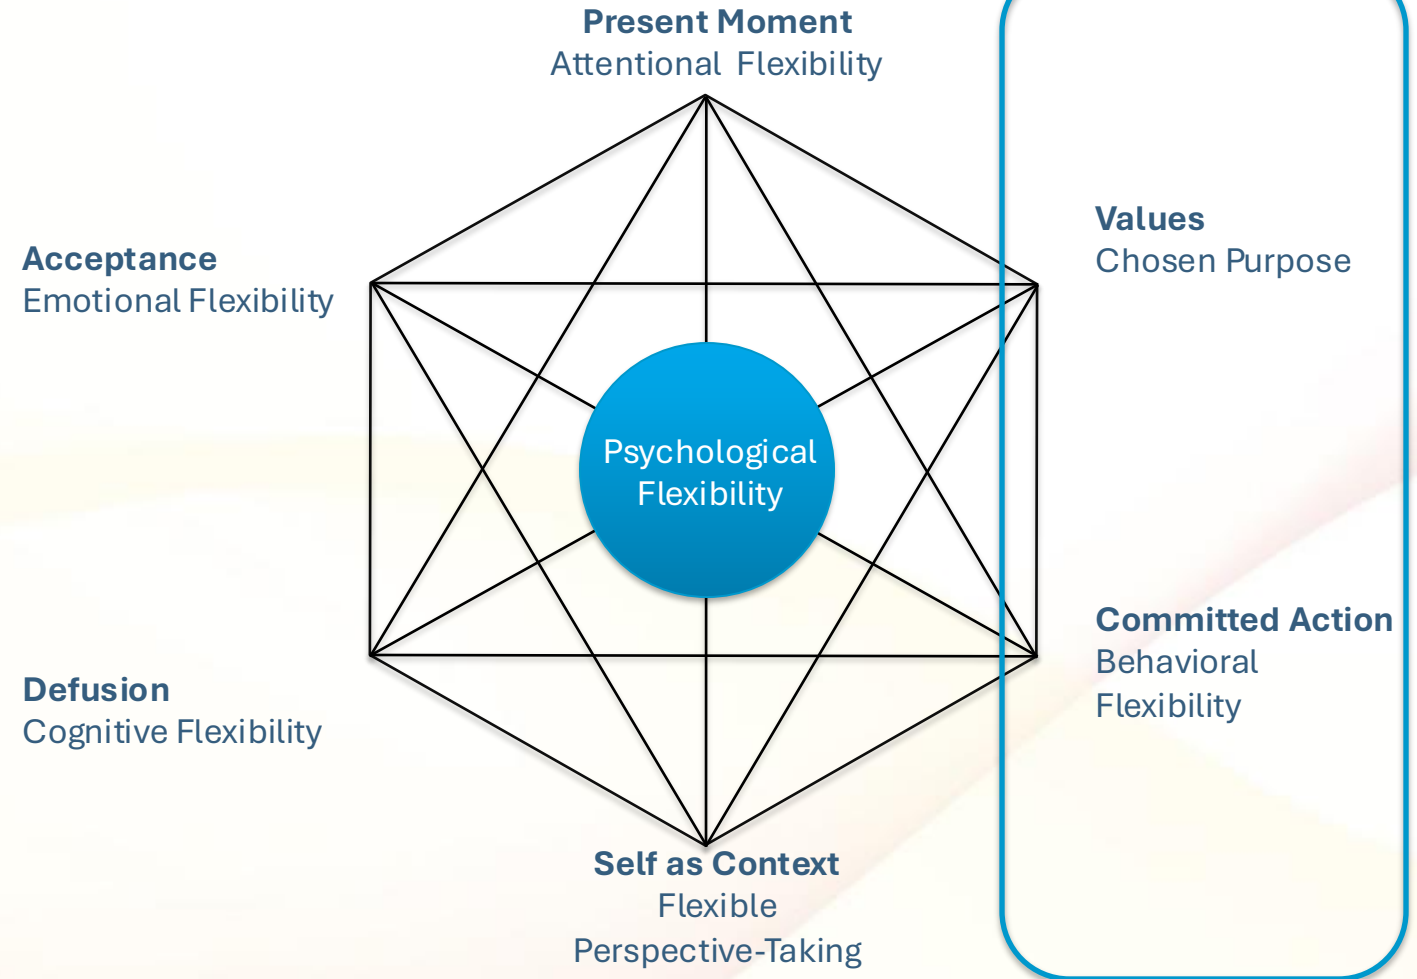 Present Moment
Attentional Flexibility
Values
Chosen Purpose
Acceptance
Emotional Flexibility
Psychological
Flexibility
Committed Action
Behavioral
Flexibility
Defusion
Cognitive Flexibility
Self as Context
Flexible
Perspective-Taking